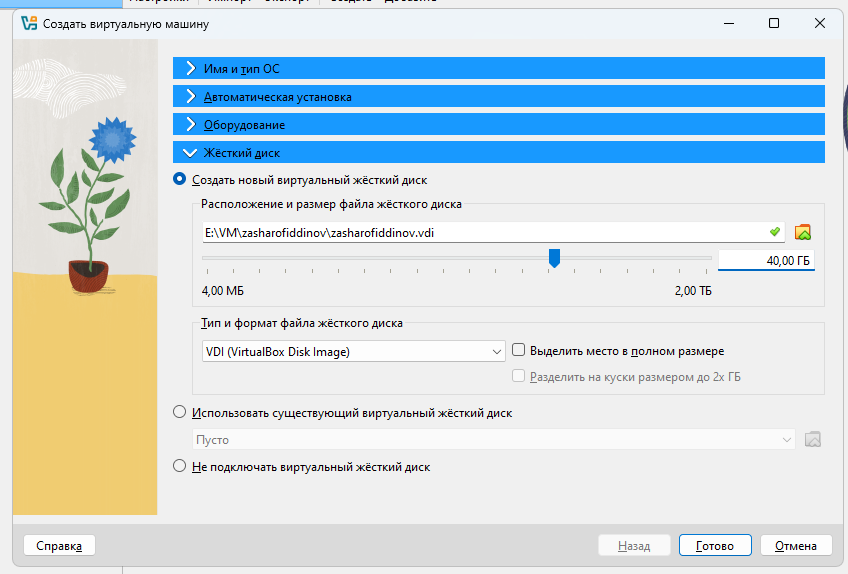 Создать виртуальную машину
Имя и тип ОС
Автоматическая установка
Оборудование
Жёсткий диск
Создать новый виртуальный жёсткий диск
Расположение и размер файла жёсткого диска
E:\VM\zasharofiddinov\zasharofiddinov.vdi
40,00 ГБ
4,00 МБ 2,00 ТБ
Тип и формат файла жёсткого диска
VDI (VirtualBox Disk Image) Выделить место в полном размере
Разделить на куски размером до 2х ГБ
Использовать существующий виртуальный жёсткий диск
Пусто
Не подключать виртуальный жёсткий диск
Справка Назад Готово Отмена